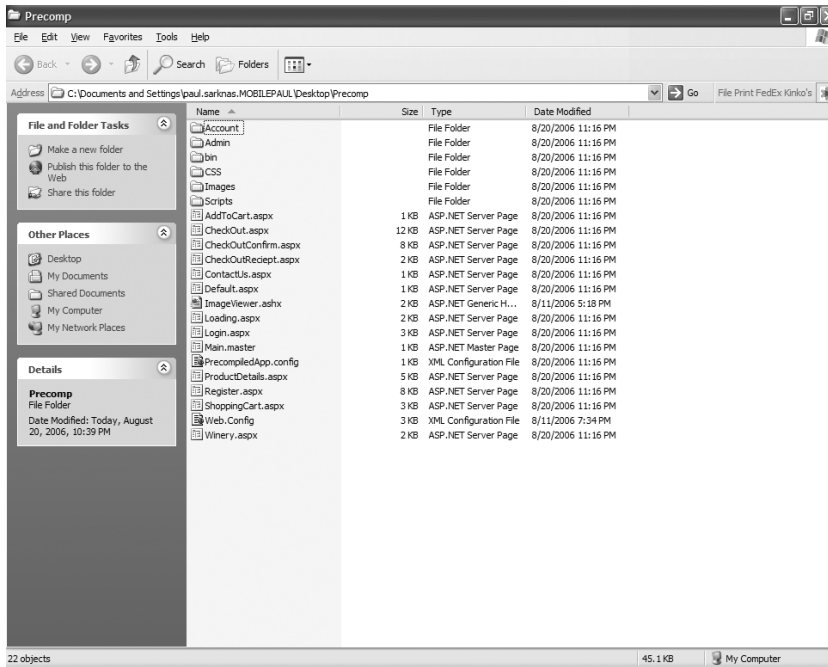 Precomp
File Edit View Favorites Tools Help
Back Search Folders
Address C:\Documents and Settings\paul.sarknas.MOBILEPAUL\Desktop\Precomp Go File Print FedEx Kinko's
File and Folder Tasks
Make a new folder
Publish this folder to the
Web
Share this folder
Other Places
Desktop
My Documents
Shared Documents
My Computer
My Network Places
Details
Precomp
File Folder
Date Modified: Today, August
20, 2006, 10:39 PM
Name Size Type Date Modified
Account File Folder 8/20/2006 11:16 PM
Admin File Folder 8/20/2006 11:16 PM
bin File Folder 8/20/2006 11:16 PM
CSS File Folder 8/20/2006 11:16 PM
Images File Folder 8/20/2006 11:16 PM
Scripts File Folder 8/20/2006 11:16 PM
AddToCart.aspx 1 KB ASP.NET Server Page 8/20/2006 11:16 PM
CheckOut.aspx 12 KB ASP.NET Server Page 8/20/2006 11:16 PM
CheckOutConfirm.aspx 8 KB ASP.NET Server Page 8/20/2006 11:16 PM
CheckOutReciept.aspx 2 KB ASP.NET Server Page 8/20/2006 11:16 PM
ContactUs.aspx 1 KB ASP.NET Server Page 8/20/2006 11:16 PM
Default.aspx 1 KB ASP.NET Server Page 8/20/2006 11:16 PM
ImageViewer.ashx 2 KB ASP.NET Generic H... 8/11/2006 5:18 PM
Loading.aspx 2 KB ASP.NET Server Page 8/20/2006 11:16 PM
Login.aspx 3 KB ASP.NET Server Page 8/20/2006 11:16 PM
Main.master 1 KB ASP.NET Master Page 8/20/2006 11:16 PM
PrecompiledApp.config 1 KB XML Configuration File 8/20/2006 11:16 PM
ProductDetails.aspx 5 KB ASP.NET Server Page 8/20/2006 11:16 PM
Register.aspx 8 KB ASP.NET Server Page 8/20/2006 11:16 PM
ShoppingCart.aspx 3 KB ASP.NET Server Page 8/20/2006 11:16 PM
Web.Config 3 KB XML Configuration File 8/11/2006 7:34 PM
Winery.aspx 2 KB ASP.NET Server Page 8/20/2006 11:16 PM
22 objects 45.1 KB My Computer